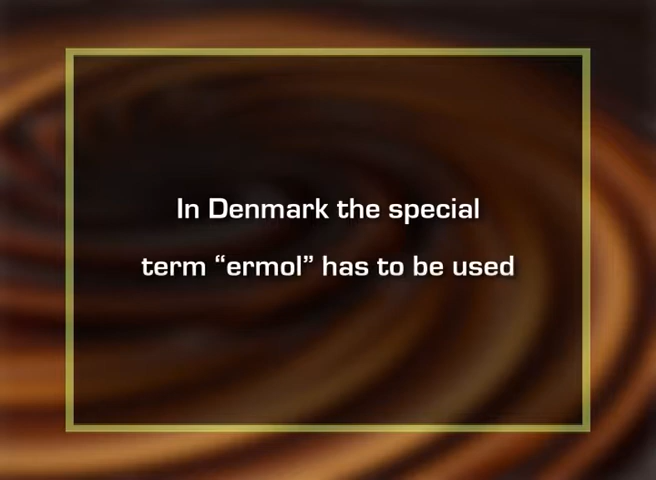 In Denmark the special
term “ermol” has to be used